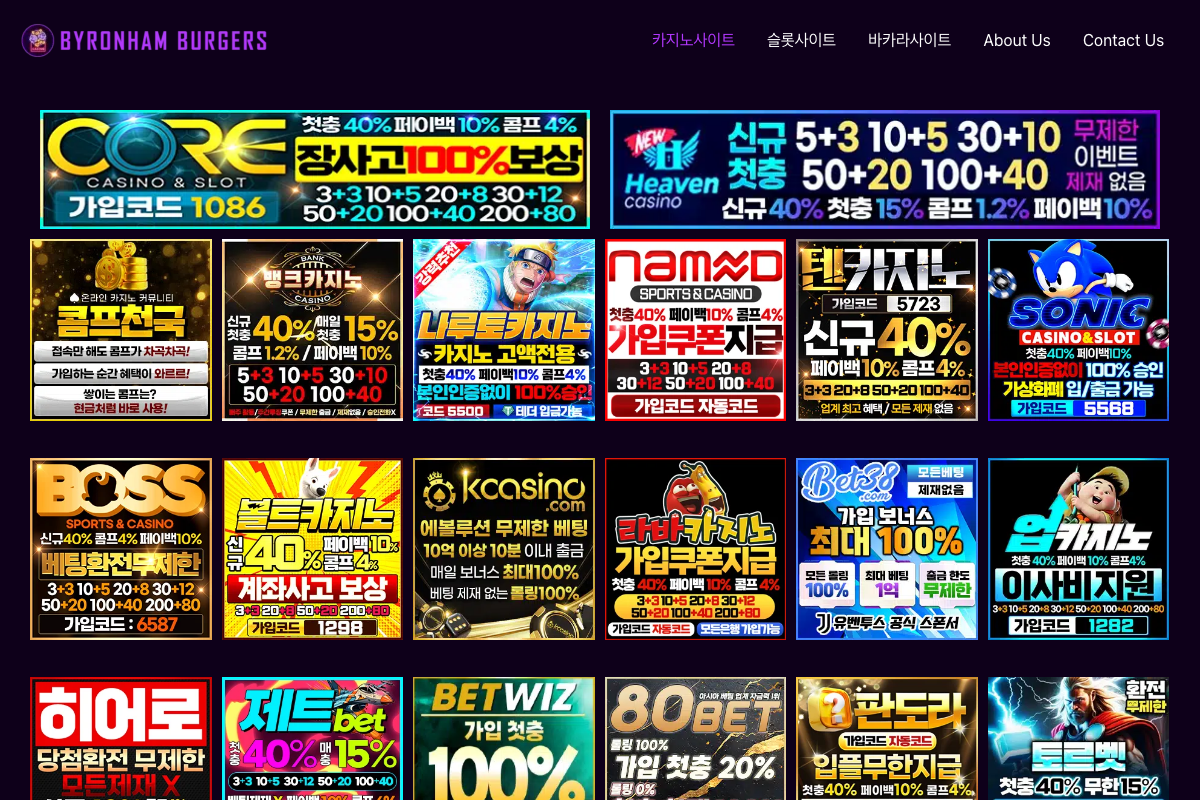 BYRONHAM BURGERS
카지노사이트
슬롯사이트
바카라사이트
About Us
Contact Us
CORE
CASINO & SLOT
가입코드 1086
첫충 40% 페이백 10% 콤프 4%
장사고100%보상
3+3 10+5 20+8 30+12
50+20 100+40 200+80
NEW
Heaven
casino
신규
첫충
5+3 10+5 30+10
50+20 100+40
무제한
이벤트
제재 없음
신규 40% 첫충 15% 콤프 1.2% 페이백 10%
온라인 카지노 커뮤니티
콤프천국
접속만 해도 콤프가 차곡차곡!
가입하는 순간 혜택이 와르르!
쌓이는 콤프는?
현금처럼 바로 사용!
BANK
뱅크카지노
CASINO
신규
첫충
40%
매일
첫충
15%
콤프 1.2% / 페이백 10%
5+3 10+5 30+10
50+20 100+40
강력추천
나루토카지노
카지노 고액전용
첫충40% 페이백10% 콤프4%
본인인증없이 100%승인
코드 5500
테더 입금가능
NAMED
SPORTS & CASINO
첫충40% 페이백10% 콤프4%
가입쿠폰지급
3+3 10+5 20+8
30+12 50+20 100+40
가입코드 자동코드
텐카지노
가입코드 5723
신규40%
페이백10% 콤프4%
3+3 20+8 50+20 100+40
업계 최고 혜택 / 모든 제재 없음
SONIC
CASINO&SLOT
첫충40% 페이백10%
본인인증없이 100% 승인
가상화폐 입/출금 가능
가입코드 5568
BOSS
SPORTS & CASINO
신규40% 콤프4% 페이백10%
베팅환전무제한
3+3 10+5 20+8 30+12
50+20 100+40 200+80
가입코드 : 6587
볼트카지노
신규
40%
페이백 10%
콤프 4%
계좌사고 보상
3+3 20+8 50+20 200+80
가입코드 1298
kcasino
.com
에볼루션 무제한 베팅
10억 이상 10분 이내 출금
매일 보너스 최대100%
베팅 제재 없는 롤링100%
라바카지노
가입쿠폰지급
첫충 40% 페이백 10% 콤프 4%
3+3 10+5 20+8 30+12
50+20 100+40 200+80
가입코드 자동코드
모든은행 가입가능
Bet38
.com
모든베팅
제재없음
가입 보너스
최대 100%
모든 롤링
100%
최대 베팅
1억
출금 한도
무제한
유벤투스 공식 스폰서
업카지노
첫충 40% 페이백 10% 콤프4%
이사비지원
3+3 10+5 20+8 30+12 50+20 100+40 200+80
가입코드 1282
히어로
당첨환전 무제한
모든제재 X
제트bet
첫충
40%
매충
15%
3+3 10+5 30+12 50+20 100+40
BETWIZ
가입 첫충
100%
아시아 베팅 업계 자금력 1위
80BET
롤링 100%
가입 첫충 20%
롤링 0%
판도라
가입코드 자동코드
입플무한지급
첫충40% 페이백10% 콤프4%
환전
무제한
토르벳
첫충40% 무한15%